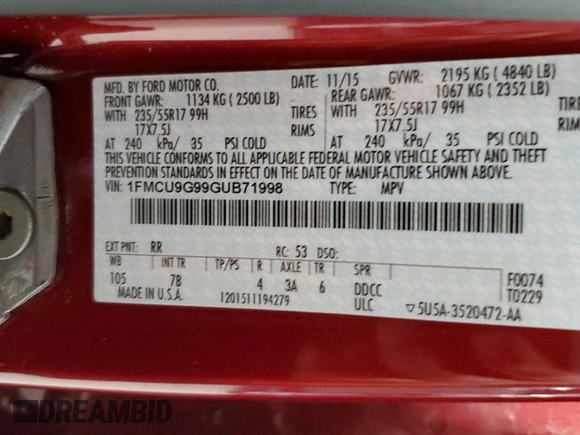 MFD. BY FORD MOTOR CO.
DATE: 11/15 GVWR: 2195 KG ( 4840 LB)
FRONT GAWR: 1134 KG ( 2500 LB) REAR GAWR: 1067 KG ( 2352 LB)
WITH 235/55R17 99H TIRES WITH 235/55R17 99H TIRES
17X7.5J RIMS 17X7.5J RIMS
AT 240 kPa/ 35 PSI COLD AT 240 kPa/ 35 PSI COLD
THIS VEHICLE CONFORMS TO ALL APPLICABLE FEDERAL MOTOR VEHICLE SAFETY AND THEFT
PREVENTION STANDARDS IN EFFECT ON THE DATE OF MANUFACTURE SHOWN ABOVE.
VIN: 1FMCU9G99GUB71998 TYPE: MPV
EXT PNT: RR RC: 53 DSO:
WB INT TR TP/PS R AXLE TR SPR F0074
105 7B 4 3A 6 DDCC T0229
MADE IN U.S.A. 1201511194279 ULC ▽5U5A-3520472-AA
DREAMBID